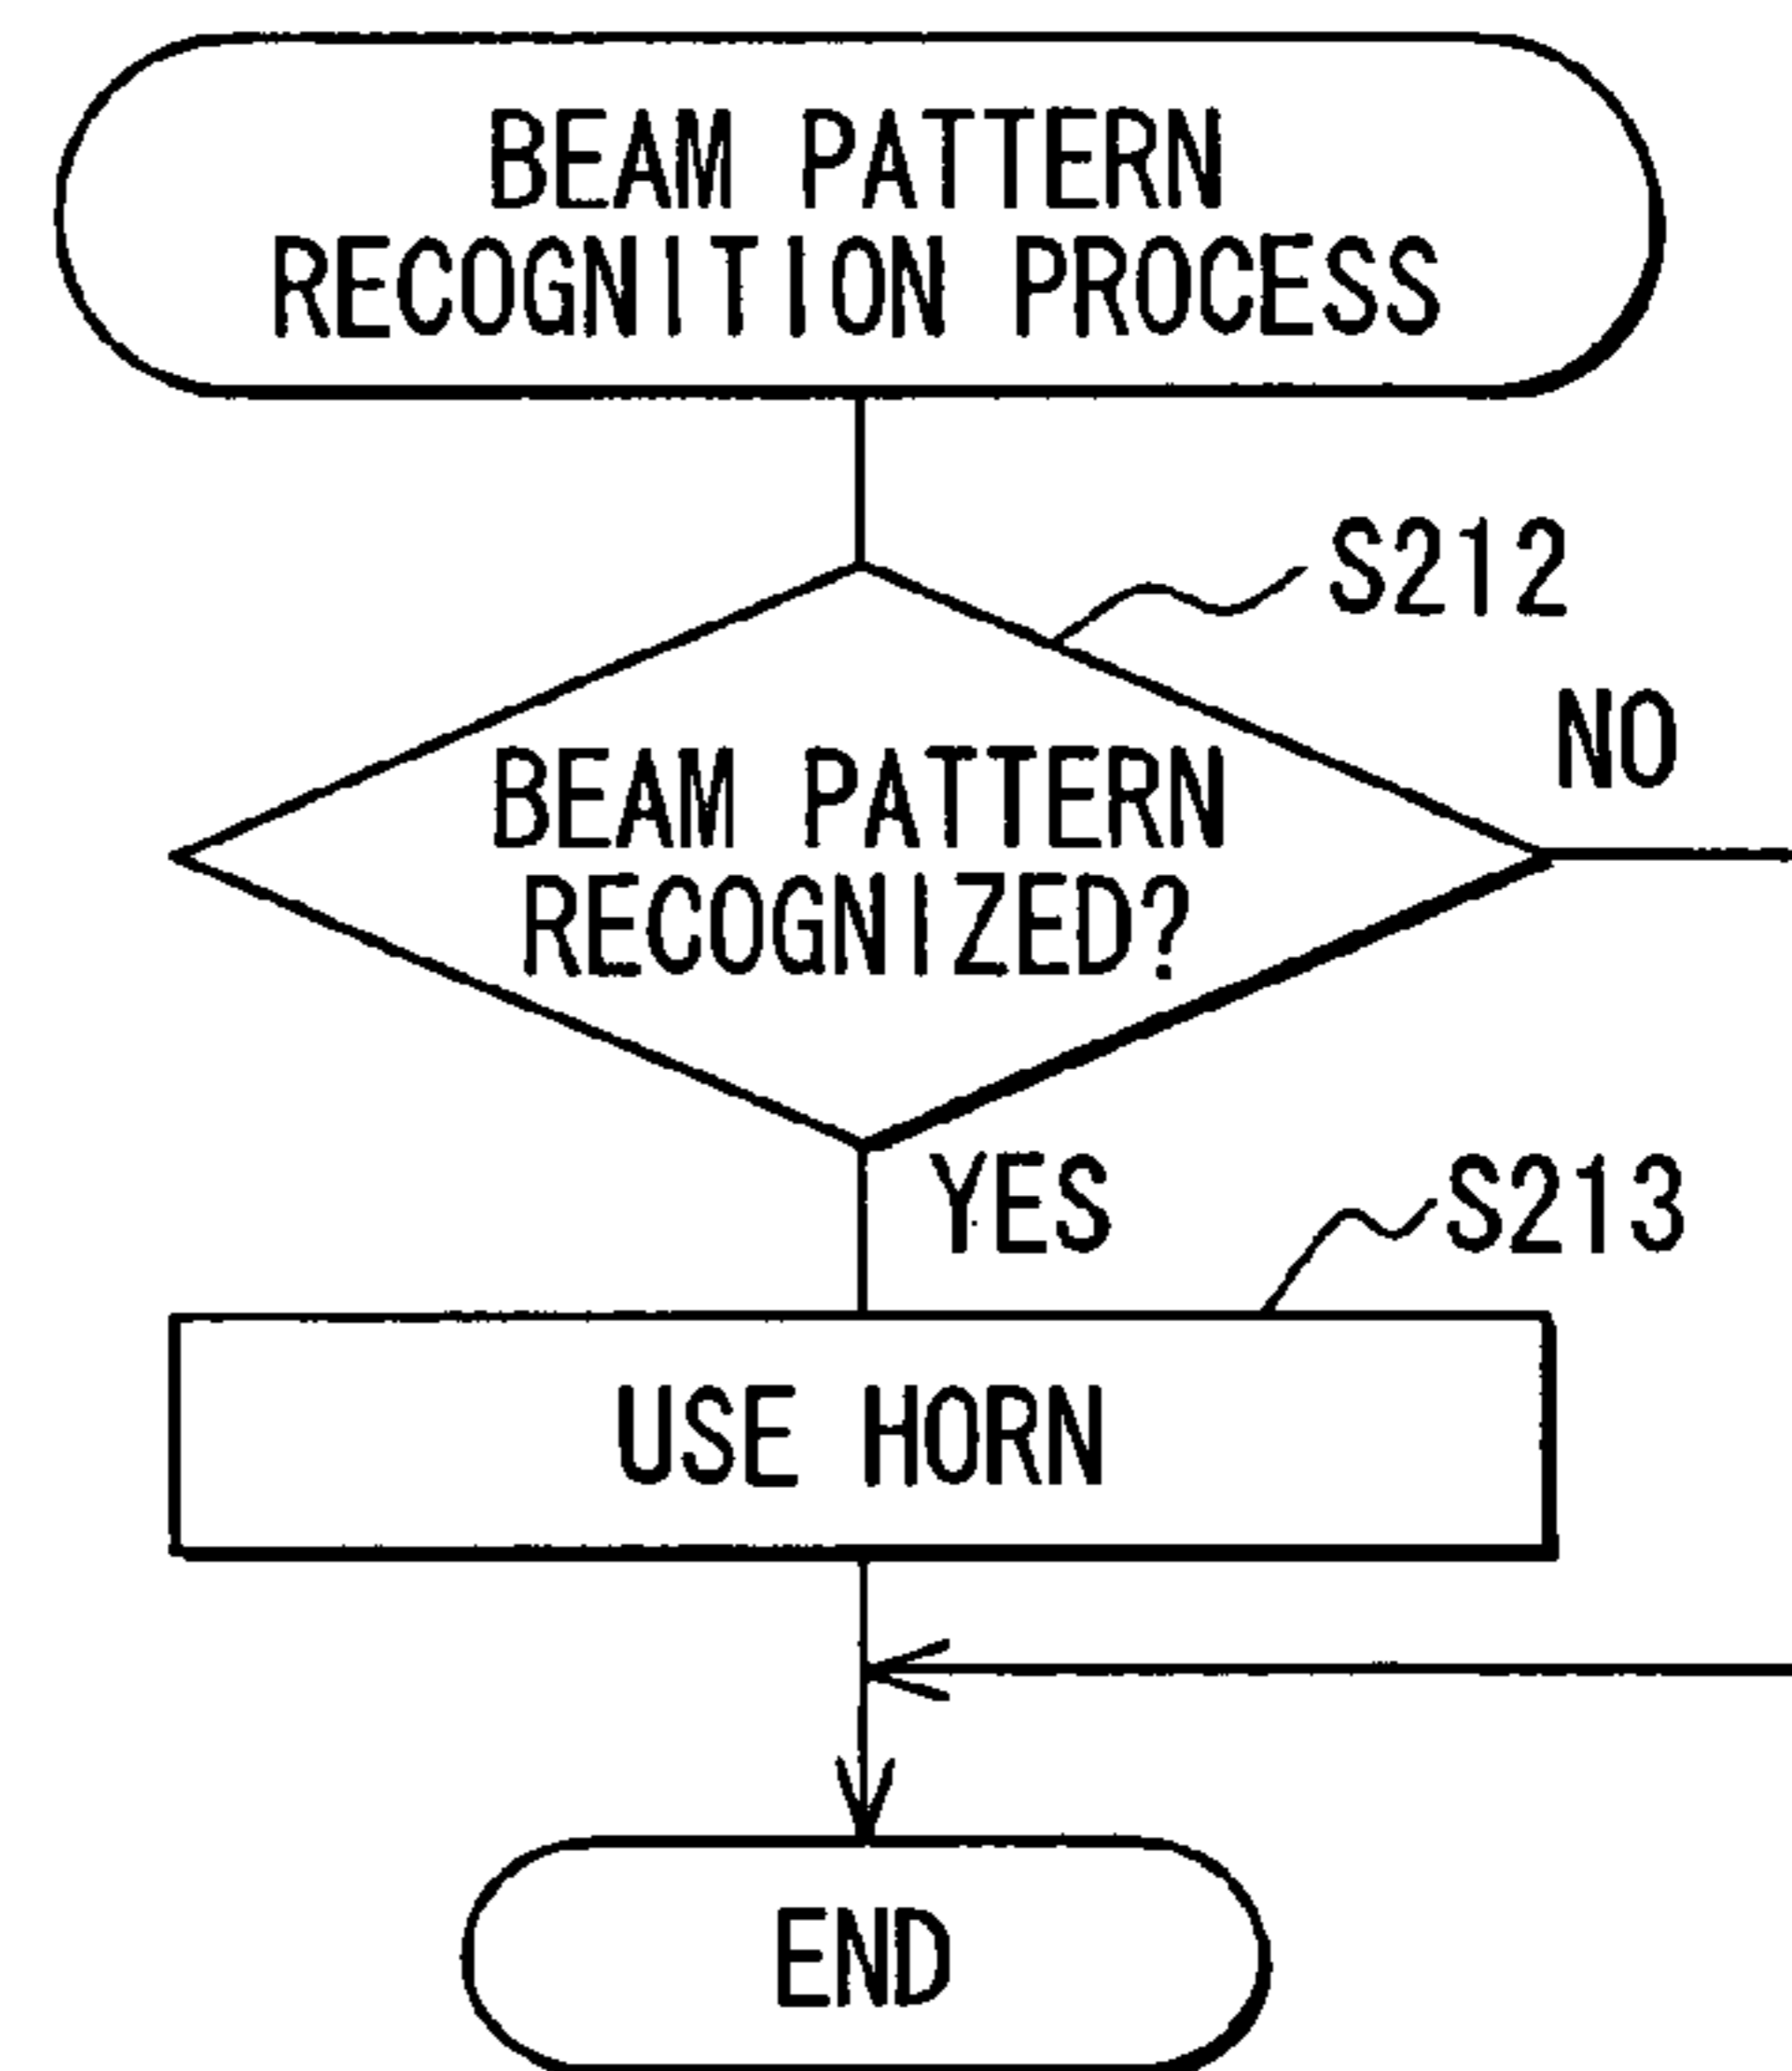 BEAM PATTERN
RECOGNITION PROCESS
S212
NO
BEAM PATTERN
RECOGNIZED?
YES
S213
USE HORN
END